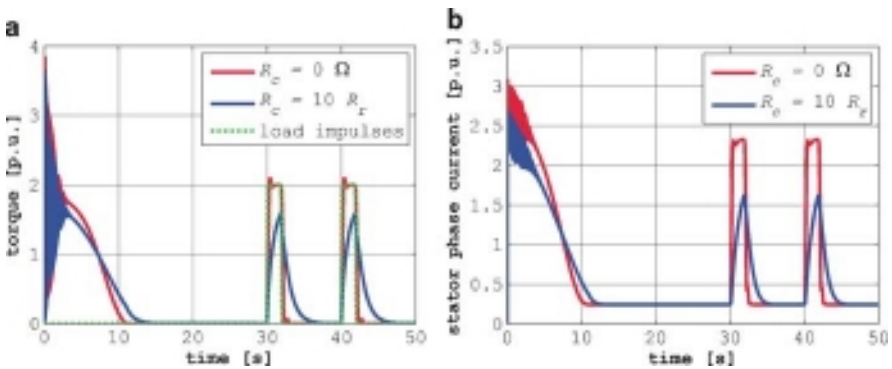 a
torque [p.u.]
4
3
2
1
0
R_e = 0 Ω
R_e = 10 R_r
load impulses
0 10 20 30 40 50
time [s]
b
stator phase current [p.u.]
3.5
3
2.5
2
1.5
1
0.5
0
R_e = 0 Ω
R_e = 10 R_r
0 10 20 30 40 50
time [s]